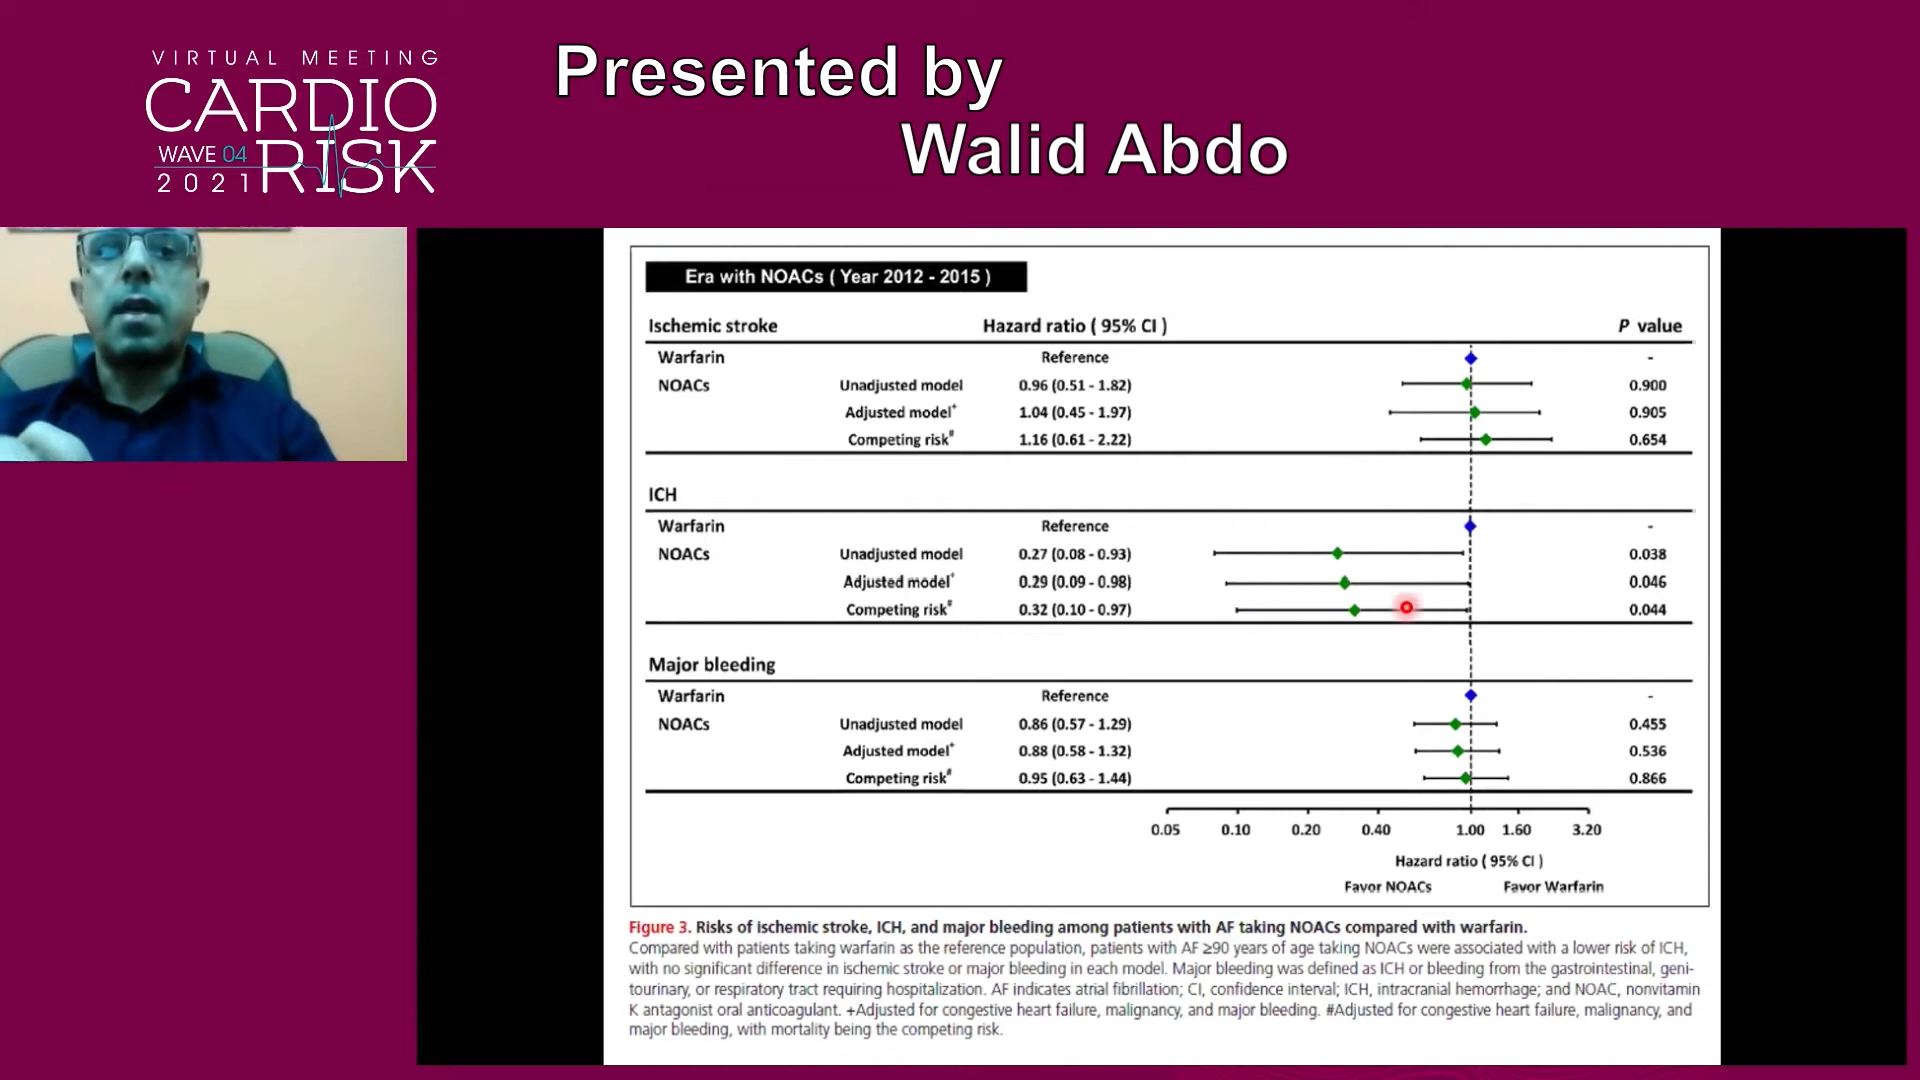 VIRTUAL MEETING
CARDIO
WAVE 04
2021 RISK
Presented by
Walid Abdo
Era with NOACs ( Year 2012 - 2015 )
Ischemic stroke Hazard ratio ( 95% CI ) P value
Warfarin Reference -
NOACs Unadjusted model 0.96 (0.51 - 1.82) 0.900
Adjusted model+ 1.04 (0.45 - 1.97) 0.905
Competing risk# 1.16 (0.61 - 2.22) 0.654
ICH
Warfarin Reference -
NOACs Unadjusted model 0.27 (0.08 - 0.93) 0.038
Adjusted model+ 0.29 (0.09 - 0.98) 0.046
Competing risk# 0.32 (0.10 - 0.97) 0.044
Major bleeding
Warfarin Reference -
NOACs Unadjusted model 0.86 (0.57 - 1.29) 0.455
Adjusted model+ 0.88 (0.58 - 1.32) 0.536
Competing risk# 0.95 (0.63 - 1.44) 0.866
0.05 0.10 0.20 0.40 1.00 1.60 3.20
Hazard ratio ( 95% CI )
Favor NOACs Favor Warfarin
Figure 3. Risks of ischemic stroke, ICH, and major bleeding among patients with AF taking NOACs compared with warfarin.
Compared with patients taking warfarin as the reference population, patients with AF ≥90 years of age taking NOACs were associated with a lower risk of ICH,
with no significant difference in ischemic stroke or major bleeding in each model. Major bleeding was defined as ICH or bleeding from the gastrointestinal, geni-
tourinary, or respiratory tract requiring hospitalization. AF indicates atrial fibrillation; CI, confidence interval; ICH, intracranial hemorrhage; and NOAC, nonvitamin
K antagonist oral anticoagulant. +Adjusted for congestive heart failure, malignancy, and major bleeding. #Adjusted for congestive heart failure, malignancy, and
major bleeding, with mortality being the competing risk.